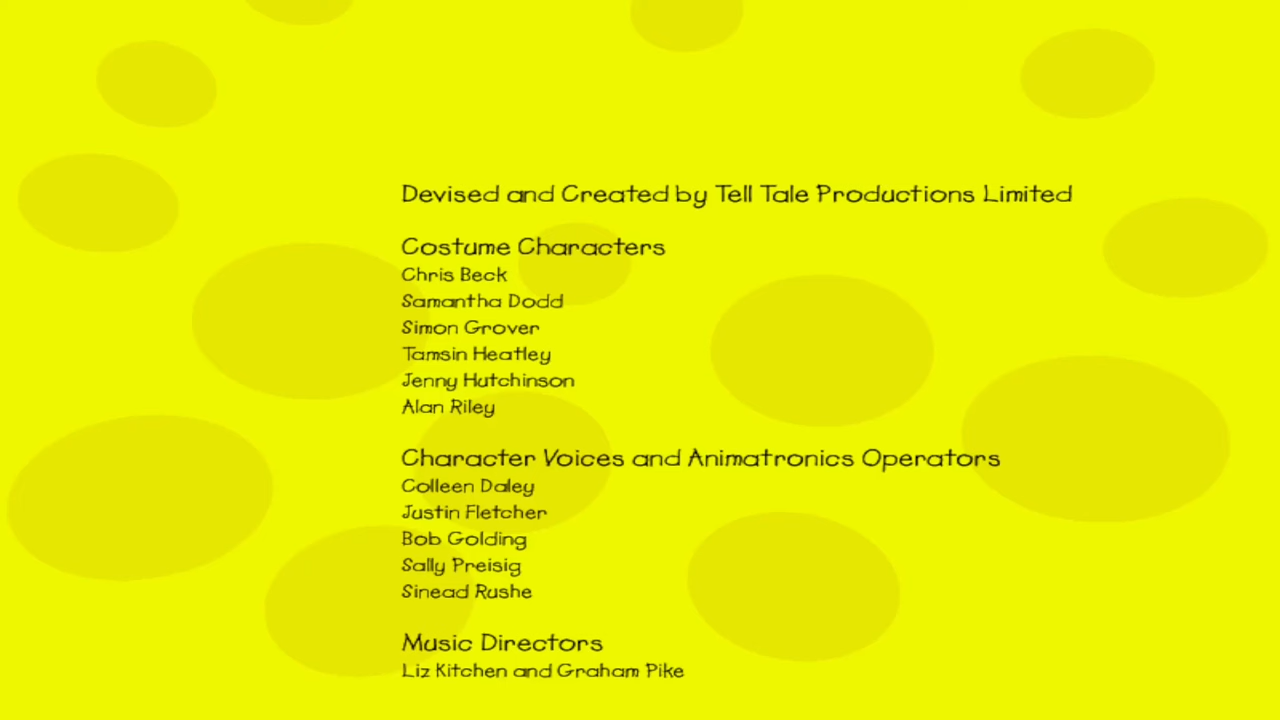 Devised and Created by Tell Tale Productions Limited
Costume Characters
Chris Beck
Samantha Dodd
Simon Grover
Tamsin Heatley
Jenny Hutchinson
Alan Riley
Character Voices and Animatronics Operators
Colleen Daley
Justin Fletcher
Bob Golding
Sally Preisig
Sinead Rushe
Music Directors
Liz Kitchen and Graham Pike